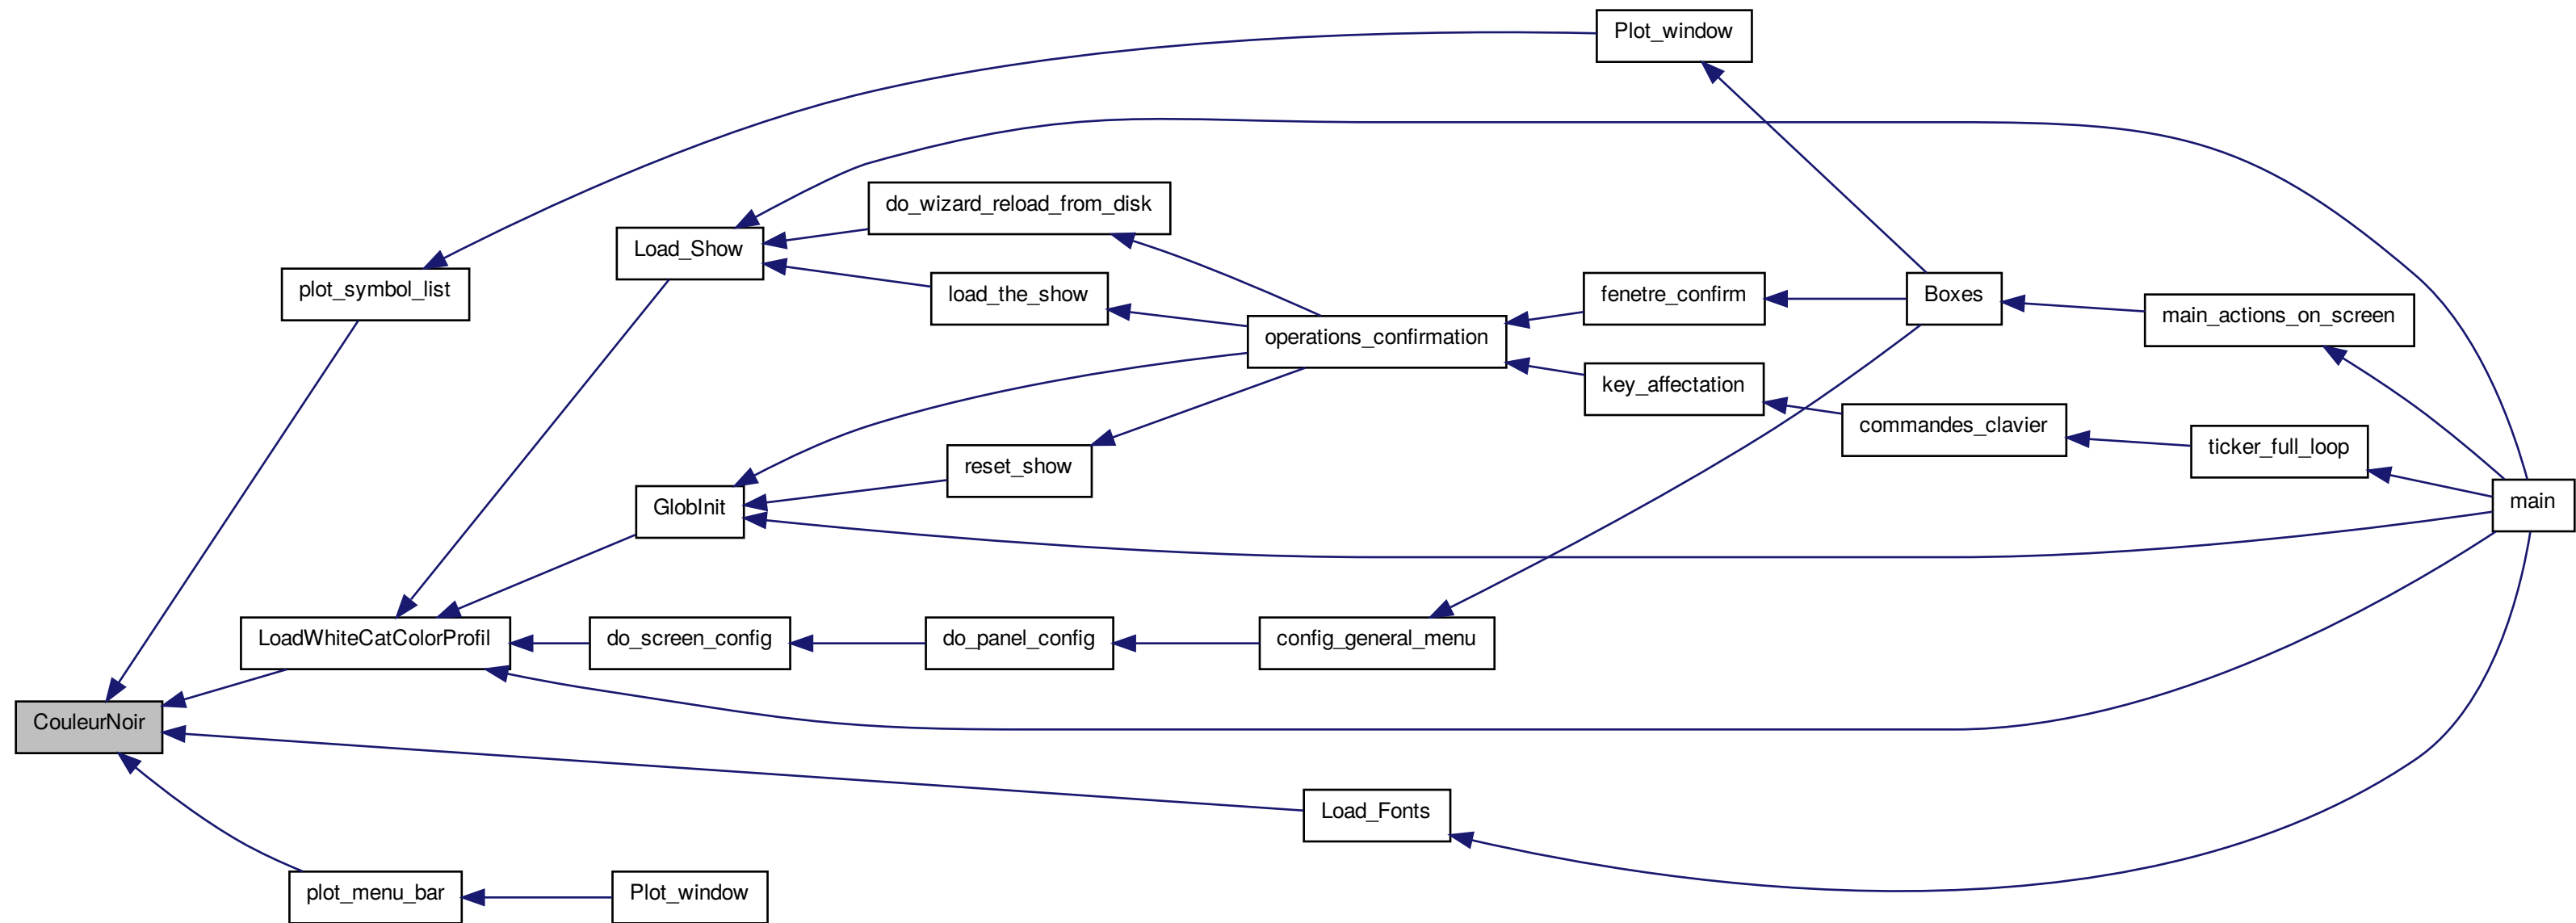 Plot_window
do_wizard_reload_from_disk
Load_Show
plot_symbol_list
load_the_show
fenetre_confirm
Boxes
main_actions_on_screen
operations_confirmation
key_affectation
commandes_clavier
ticker_full_loop
reset_show
GlobInit
main
LoadWhiteCatColorProfil
do_screen_config
do_panel_config
config_general_menu
CouleurNoir
Load_Fonts
plot_menu_bar
Plot_window